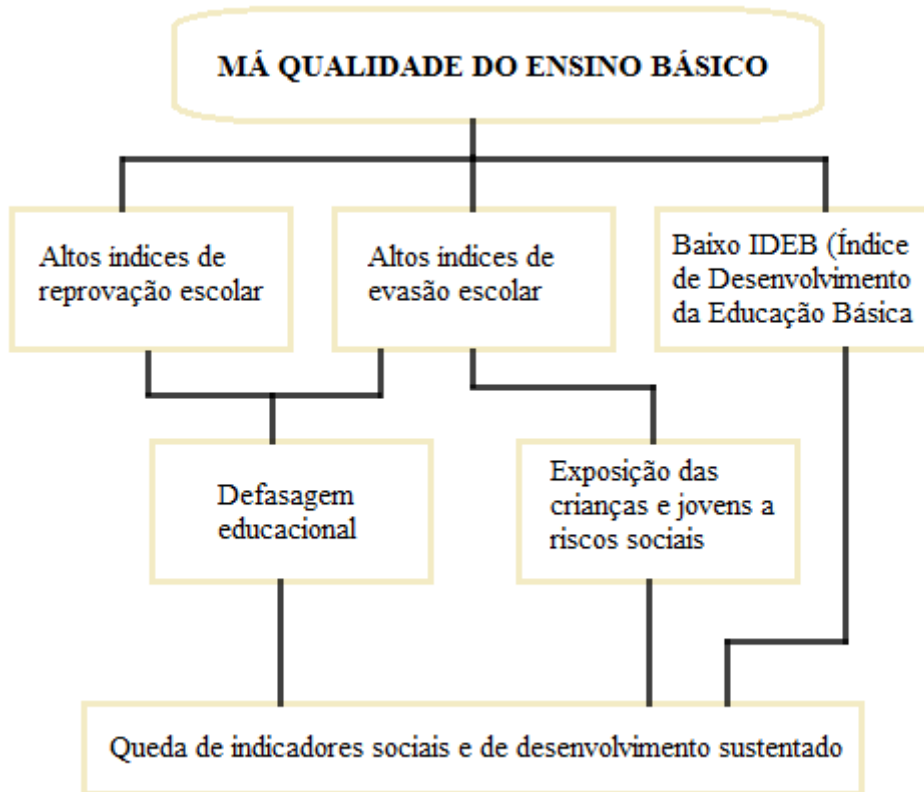 MÁ QUALIDADE DO ENSINO BÁSICO
Altos índices de
reprovação escolar
Altos índices de
evasão escolar
Baixo IDEB (Índice
de Desenvolvimento
da Educação Básica
Defasagem
educacional
Exposição das
crianças e jovens a
riscos sociais
Queda de indicadores sociais e de desenvolvimento sustentado